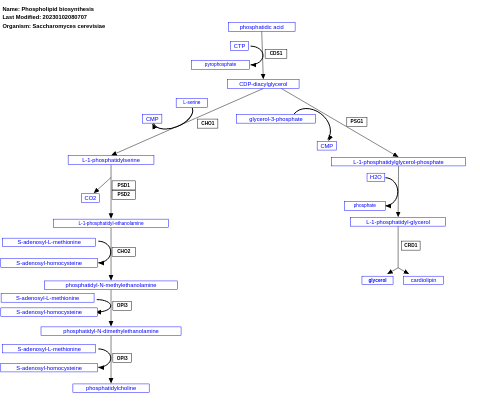 Name: Phospholipid biosynthesis
Last Modified: 20230102080707
Organism: Saccharomyces cerevisiae
phosphatidic acid
CTP
CDS1
pyrophosphate
CDP-diacylglycerol
L-serine
CMP
CHO1
glycerol-3-phosphate
PSG1
CMP
L-1-phosphatidylserine
L-1-phosphatidylglycerol-phosphate
PSD1
PSD2
CO2
H2O
phosphate
L-1-phosphatidyl-ethanolamine
L-1-phosphatidyl-glycerol
S-adenosyl-L-methionine
CHO2
CRD1
S-adenosyl-homocysteine
glycerol
cardiolipin
phosphatidyl-N-methylethanolamine
S-adenosyl-L-methionine
OPI3
S-adenosyl-homocysteine
phosphatidyl-N-dimethylethanolamine
S-adenosyl-L-methionine
OPI3
S-adenosyl-homocysteine
phosphatidylcholine